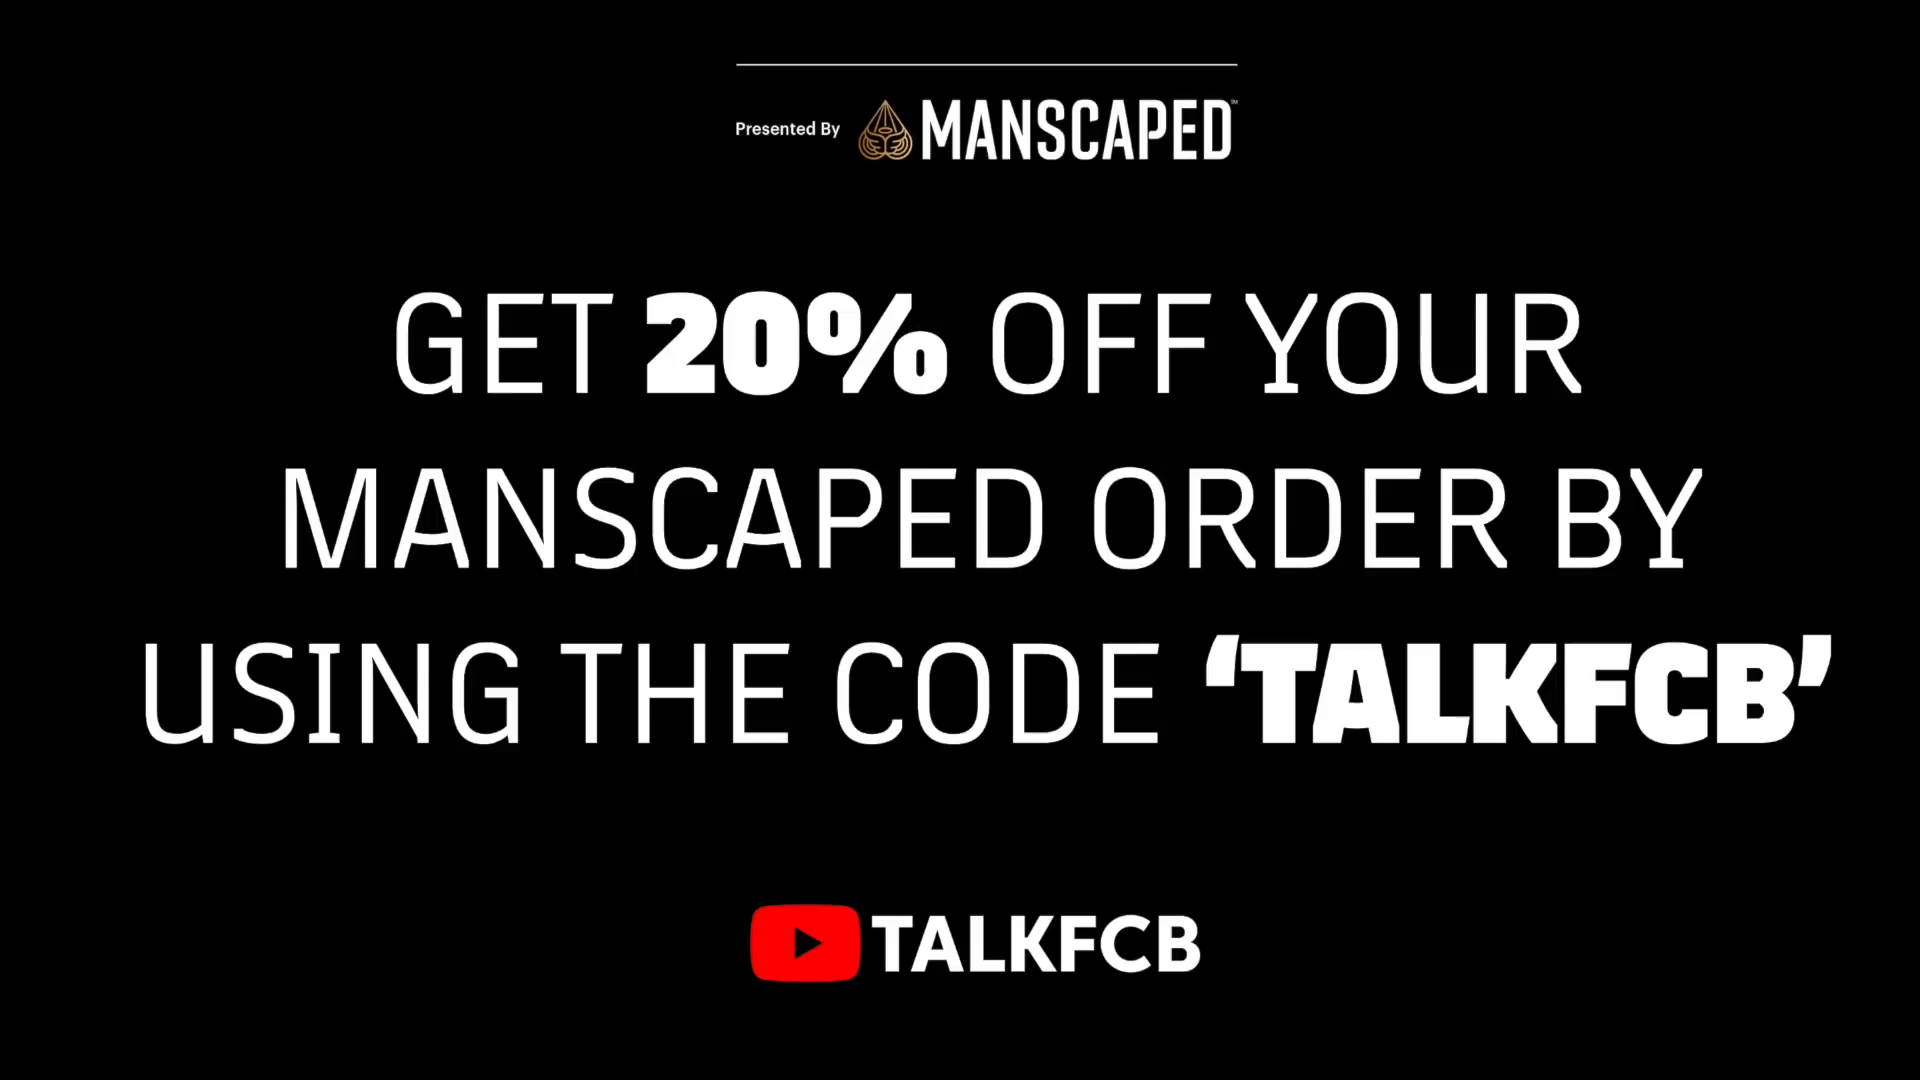 Presented By MANSCAPED™
GET 20% OFF YOUR
MANSCAPED ORDER BY
USING THE CODE ‘TALKFCB’
TALKFCB